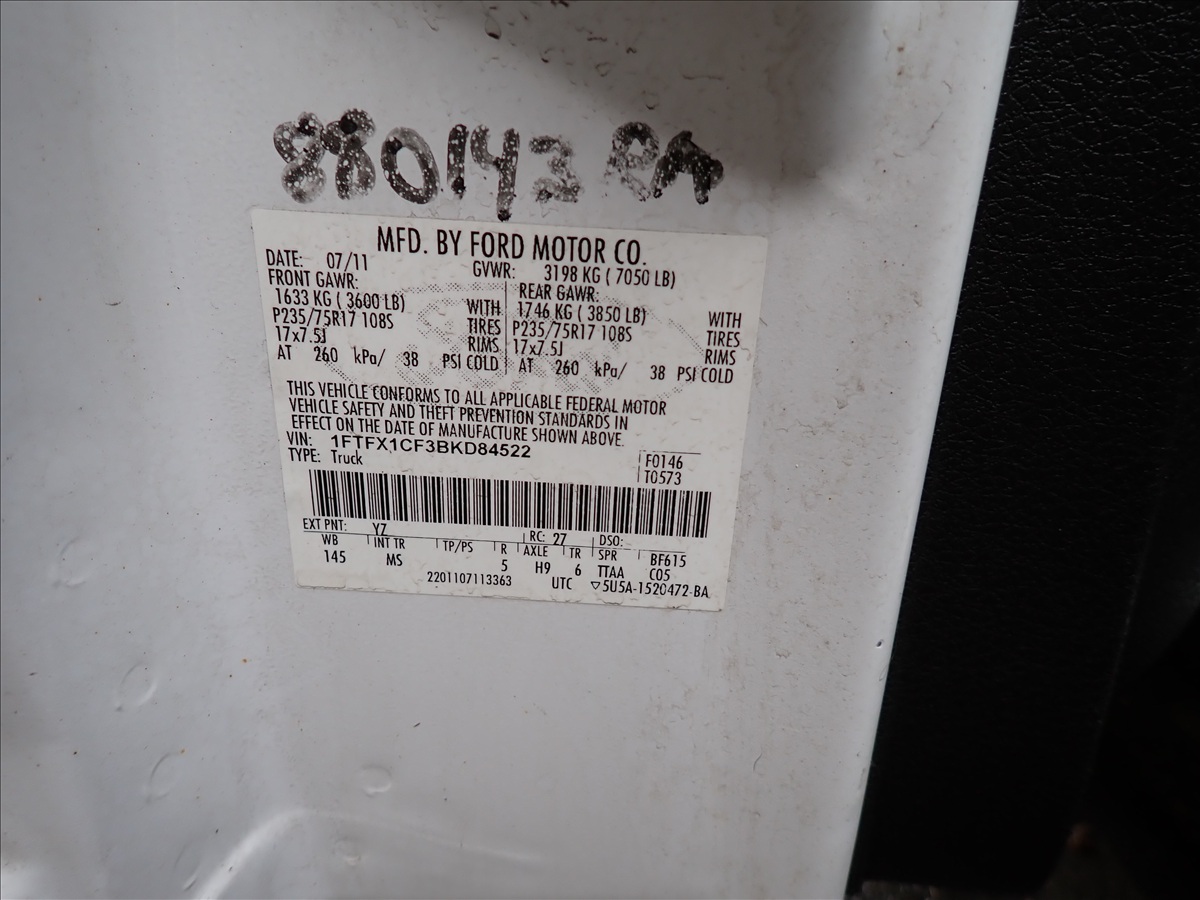 880143 RA
MFD. BY FORD MOTOR CO.
DATE: 07/11 GVWR: 3198 KG ( 7050 LB)
FRONT GAWR: REAR GAWR:
1633 KG ( 3600 LB) WITH 1746 KG ( 3850 LB) WITH
P235/75R17 108S TIRES P235/75R17 108S TIRES
17x7.5J RIMS 17x7.5J RIMS
AT 260 kPa/ 38 PSI COLD AT 260 kPa/ 38 PSI COLD
THIS VEHICLE CONFORMS TO ALL APPLICABLE FEDERAL MOTOR
VEHICLE SAFETY AND THEFT PREVENTION STANDARDS IN
EFFECT ON THE DATE OF MANUFACTURE SHOWN ABOVE.
VIN: 1FTFX1CF3BKD84522 F0146
TYPE: Truck T0573
EXT PNT: YZ RC: 27 DSO:
WB INT TR TP/PS R AXLE TR SPR BF615
145 MS 5 H9 6 TTAA C05
2201107113363 UTC ▽5U5A-1520472-BA